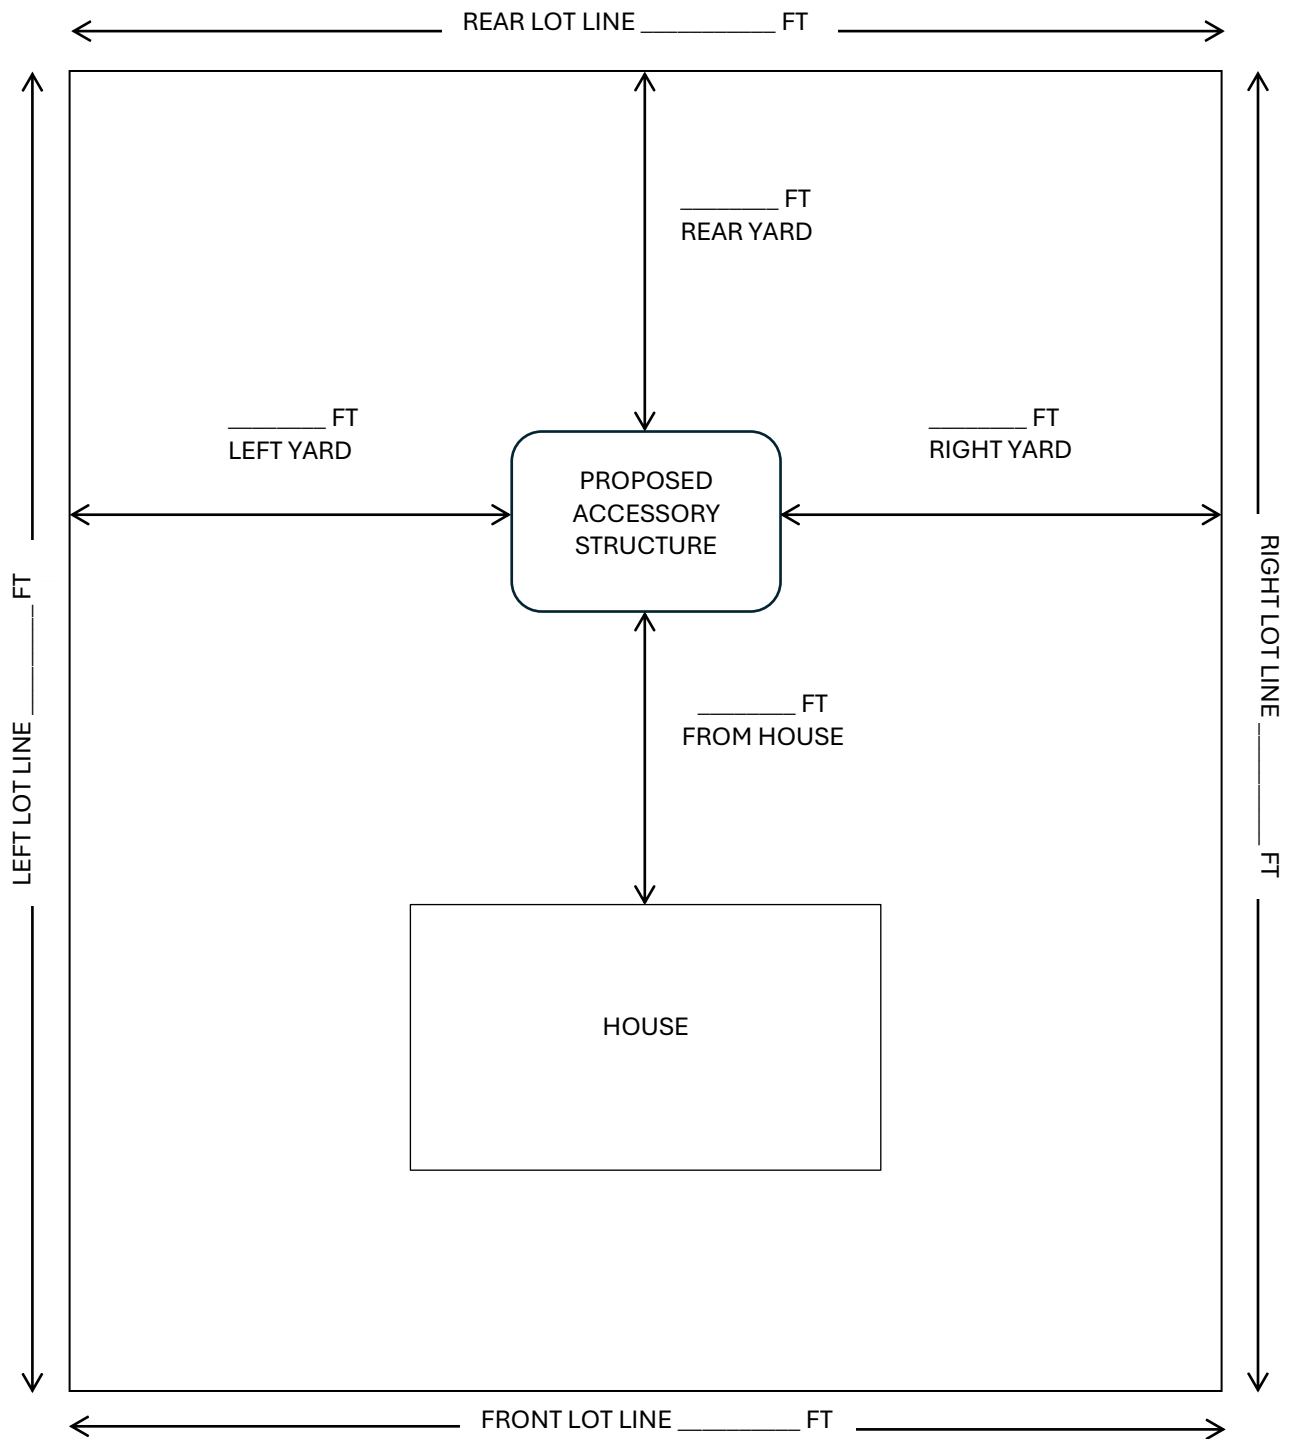 REAR LOT LINE ___________ FT
________ FT
REAR YARD
________ FT
LEFT YARD
________ FT
RIGHT YARD
PROPOSED
ACCESSORY
STRUCTURE
LEFT LOT LINE _________ FT
RIGHT LOT LINE __________ FT
________ FT
FROM HOUSE
HOUSE
FRONT LOT LINE __________ FT